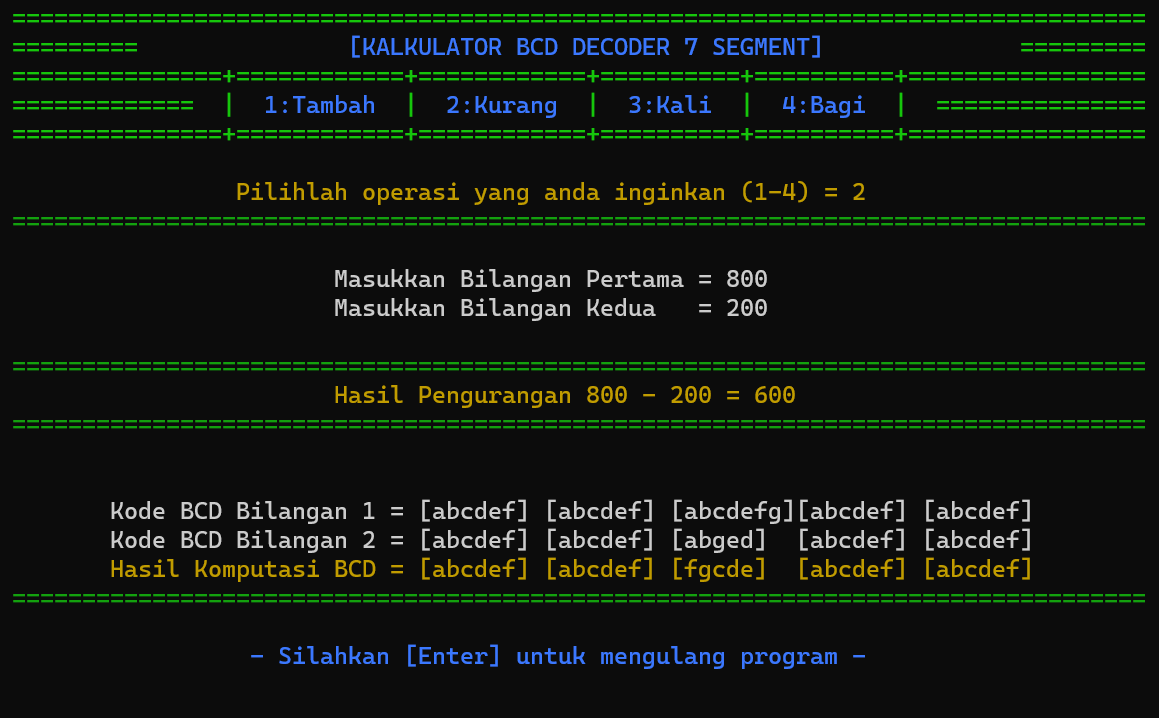 =================================================================================
========= [KALKULATOR BCD DECODER 7 SEGMENT] =========
===============+============+============+==========+==========+=================
============= | 1:Tambah | 2:Kurang | 3:Kali | 4:Bagi | ===============
===============+============+============+==========+==========+=================
Pilihlah operasi yang anda inginkan (1-4) = 2
=================================================================================
Masukkan Bilangan Pertama = 800
Masukkan Bilangan Kedua = 200
=================================================================================
Hasil Pengurangan 800 - 200 = 600
=================================================================================
Kode BCD Bilangan 1 = [abcdef] [abcdef] [abcdefg][abcdef] [abcdef]
Kode BCD Bilangan 2 = [abcdef] [abcdef] [abged] [abcdef] [abcdef]
Hasil Komputasi BCD = [abcdef] [abcdef] [fgcde] [abcdef] [abcdef]
=================================================================================
- Silahkan [Enter] untuk mengulang program -